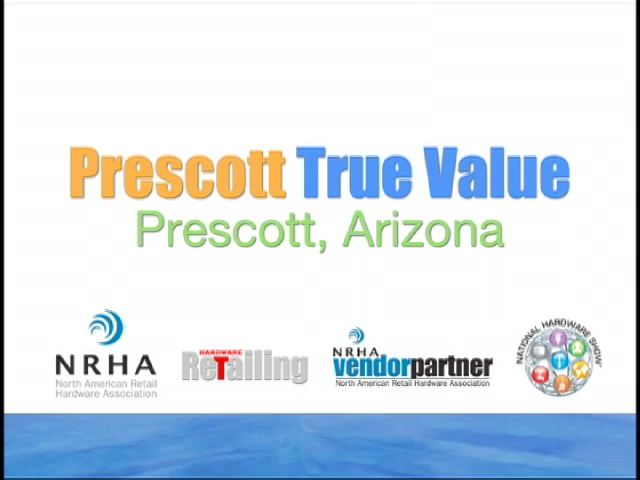 Prescott True Value
Prescott, Arizona
NRHA
North American Retail
Hardware Association
HARDWARE
ReTailing
NRHA
vendorpartner
North American Retail Hardware Association
NATIONAL HARDWARE SHOW